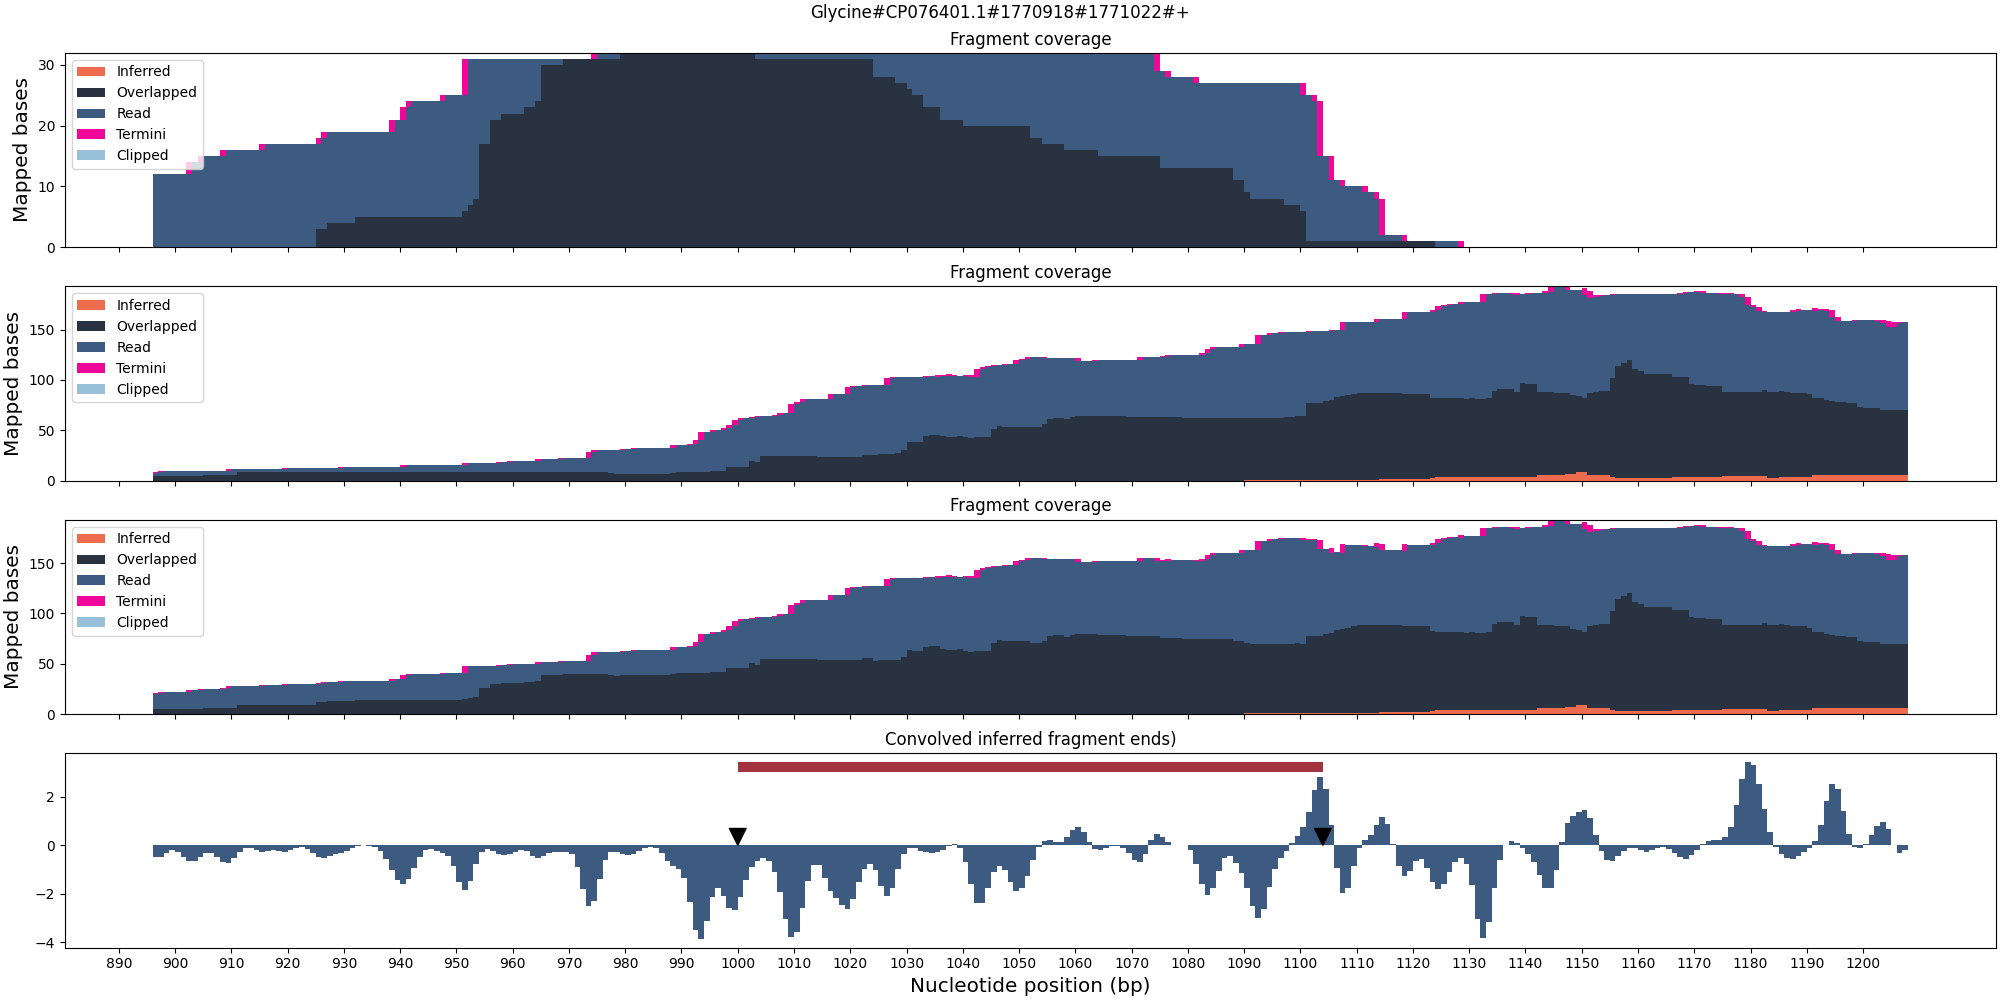 Glycine#CP076401.1#1770918#1771022#+
Fragment coverage
Mapped bases
30
20
10
0
Inferred
Overlapped
Read
Termini
Clipped
Fragment coverage
Mapped bases
150
100
50
0
Inferred
Overlapped
Read
Termini
Clipped
Fragment coverage
Mapped bases
150
100
50
0
Inferred
Overlapped
Read
Termini
Clipped
Convolved inferred fragment ends)
2
0
−2
−4
890 900 910 920 930 940 950 960 970 980 990 1000 1010 1020 1030 1040 1050 1060 1070 1080 1090 1100 1110 1120 1130 1140 1150 1160 1170 1180 1190 1200
Nucleotide position (bp)